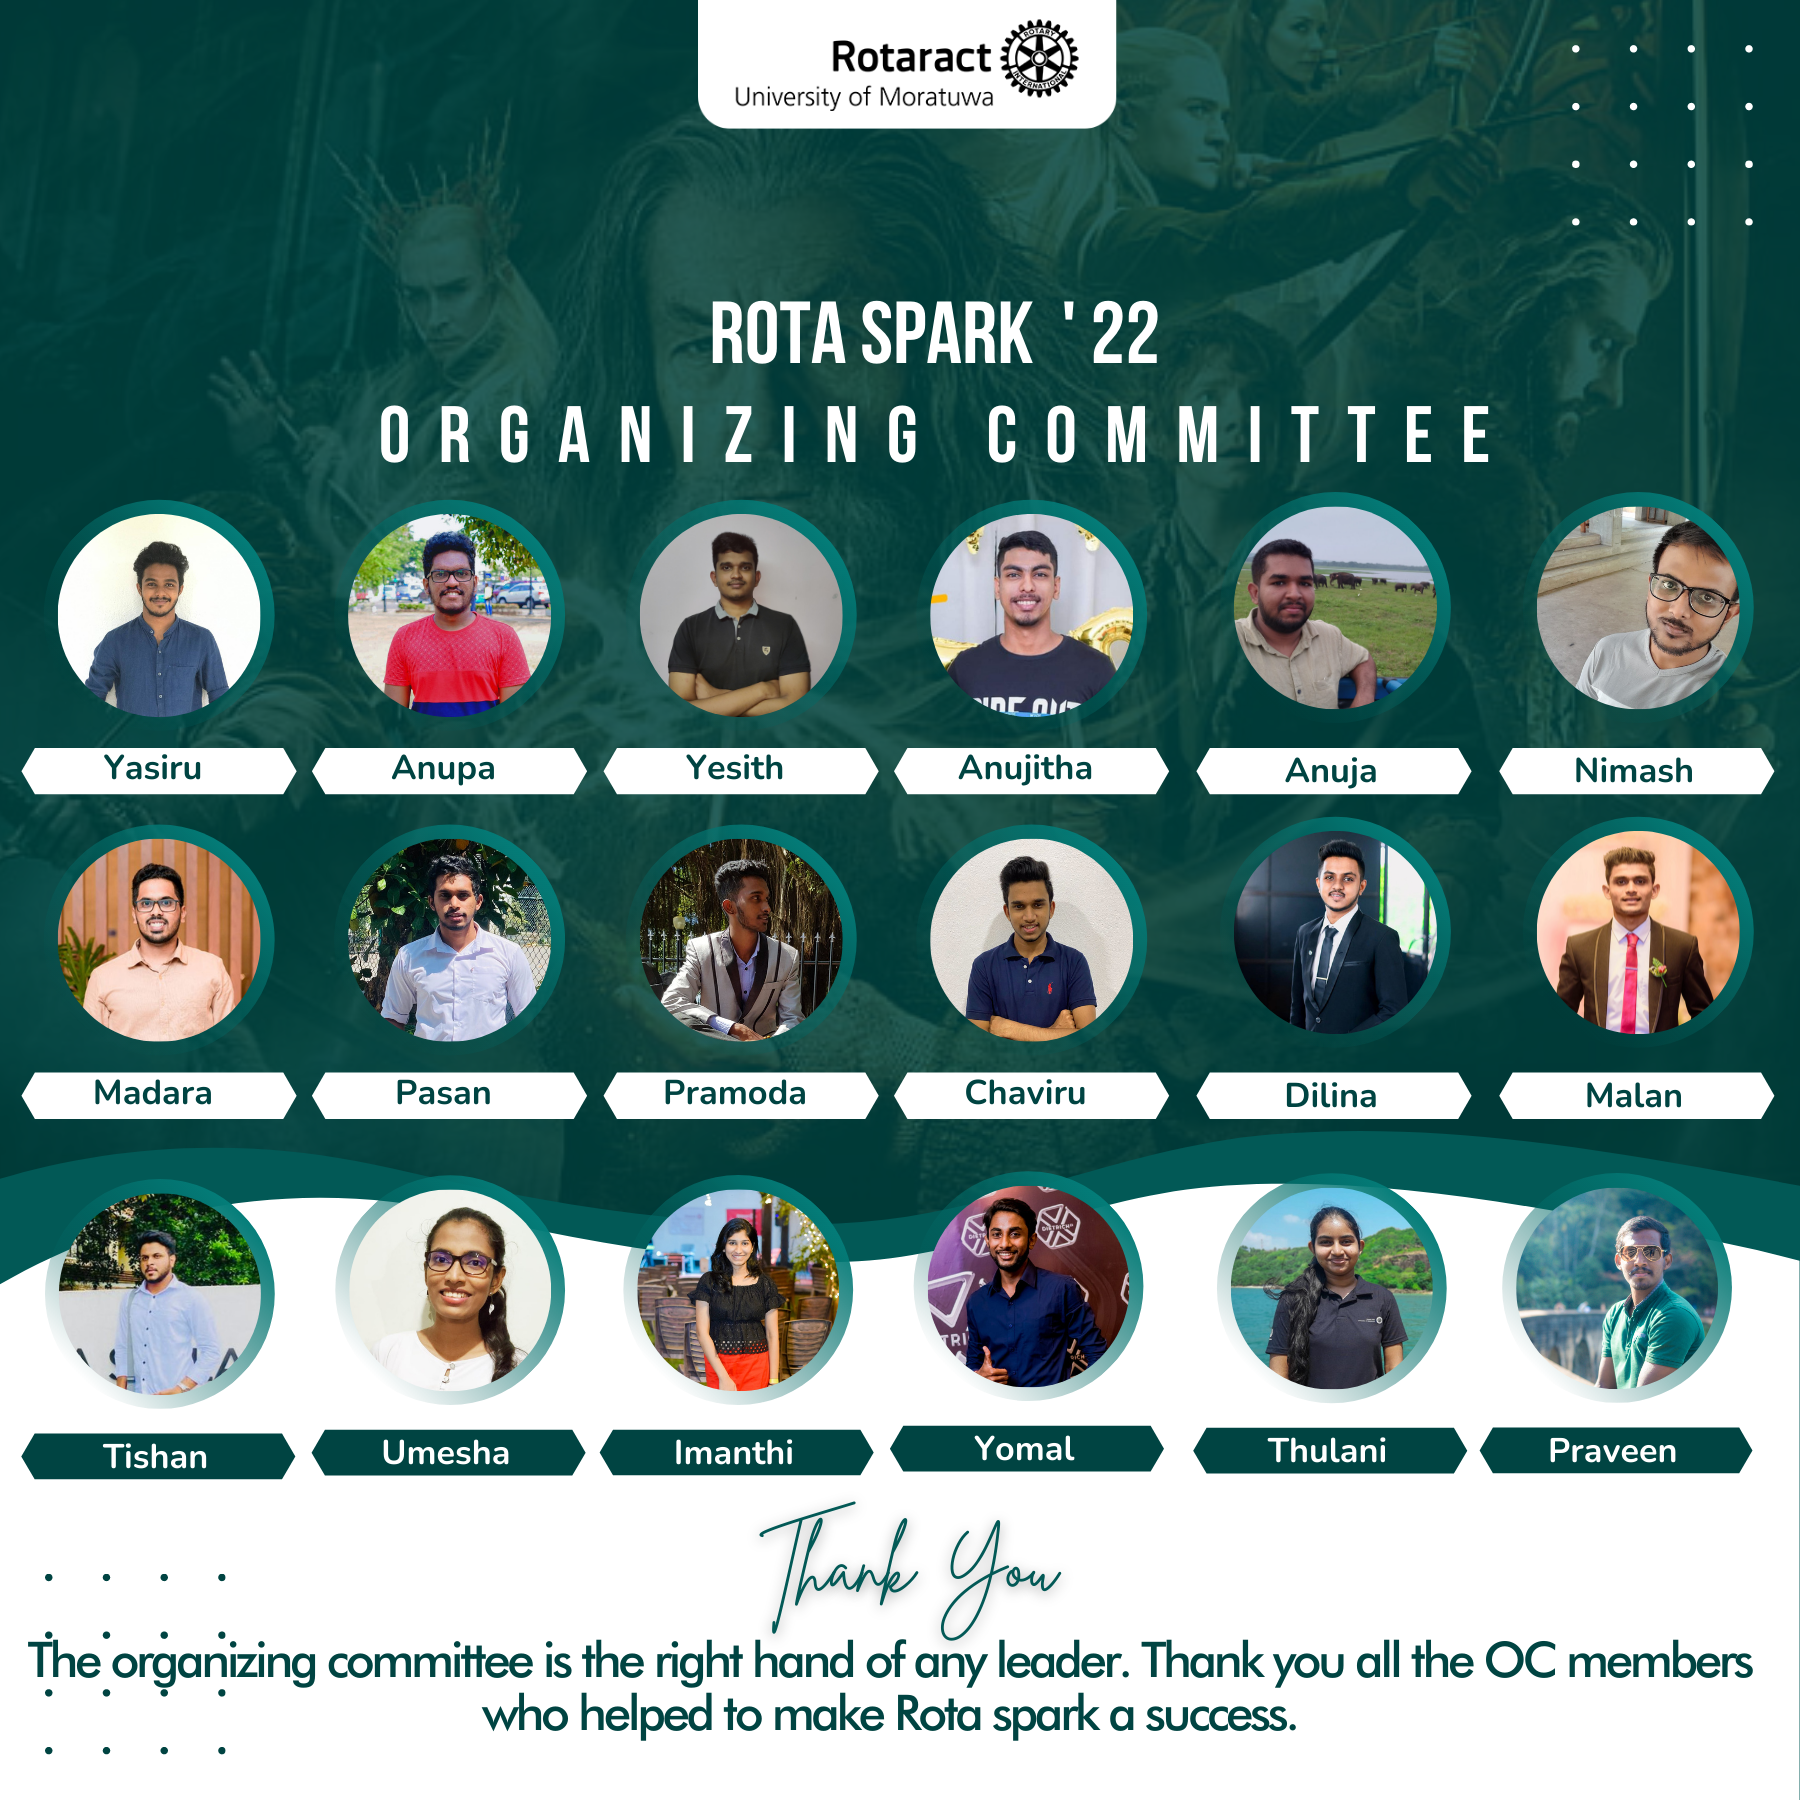 Rotaract
University of Moratuwa
ROTARY
INTERNATIONAL
ROTA SPARK '22
ORGANIZING COMMITTEE
Yasiru
Anupa
Yesith
Anujitha
Anuja
Nimash
Madara
Pasan
Pramoda
Chaviru
Dilina
Malan
Tishan
Umesha
Imanthi
Yomal
Thulani
Praveen
Thank You
The organizing committee is the right hand of any leader. Thank you all the OC members
who helped to make Rota spark a success.